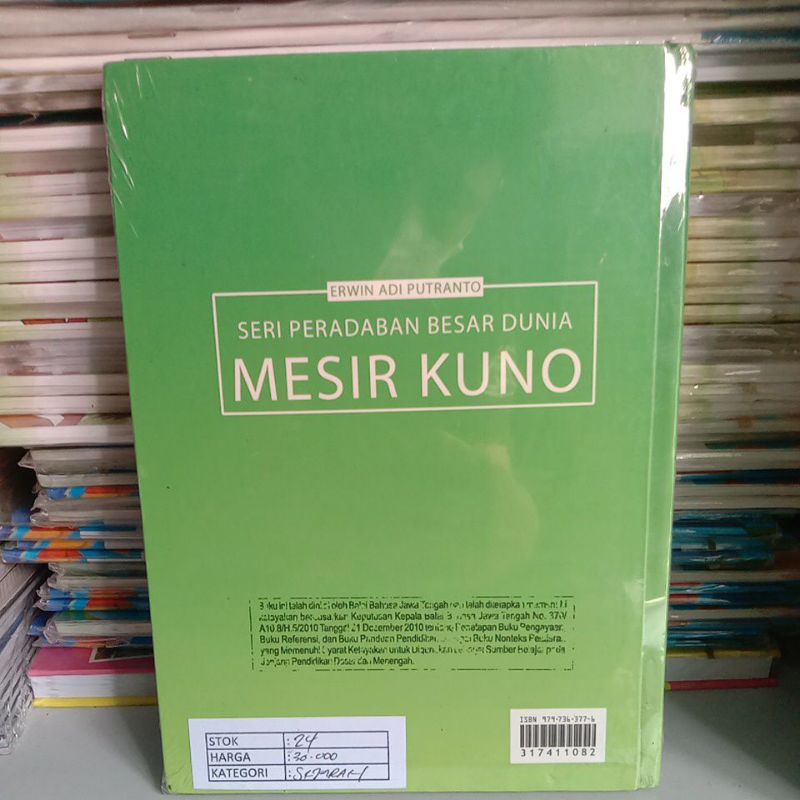 ERWIN ADI PUTRANTO
SERI PERADABAN BESAR DUNIA
MESIR KUNO
Buku ini telah dinilai oleh Balai Bahasa Jawa Tengah dan telah diterapkan
berdasarkan Keputusan Kepala Balai Bahasa Jawa Tengah No. 37A/
A10.8/H.5/2010 Tanggal 21 Desember 2010 tentang Penetapan Buku Pengayaan,
Buku Referensi, dan Buku Panduan Pendidikan sebagai Buku Nonteks Pelajaran
yang Memenuhi Syarat Kelayakan untuk Digunakan sebagai Sumber Belajar pada
Jenjang Pendidikan Dasar dan Menengah.
ISBN 979-736-377-6
317411082
STOK : 24
HARGA : 30.000
KATEGORI : SEJARAH